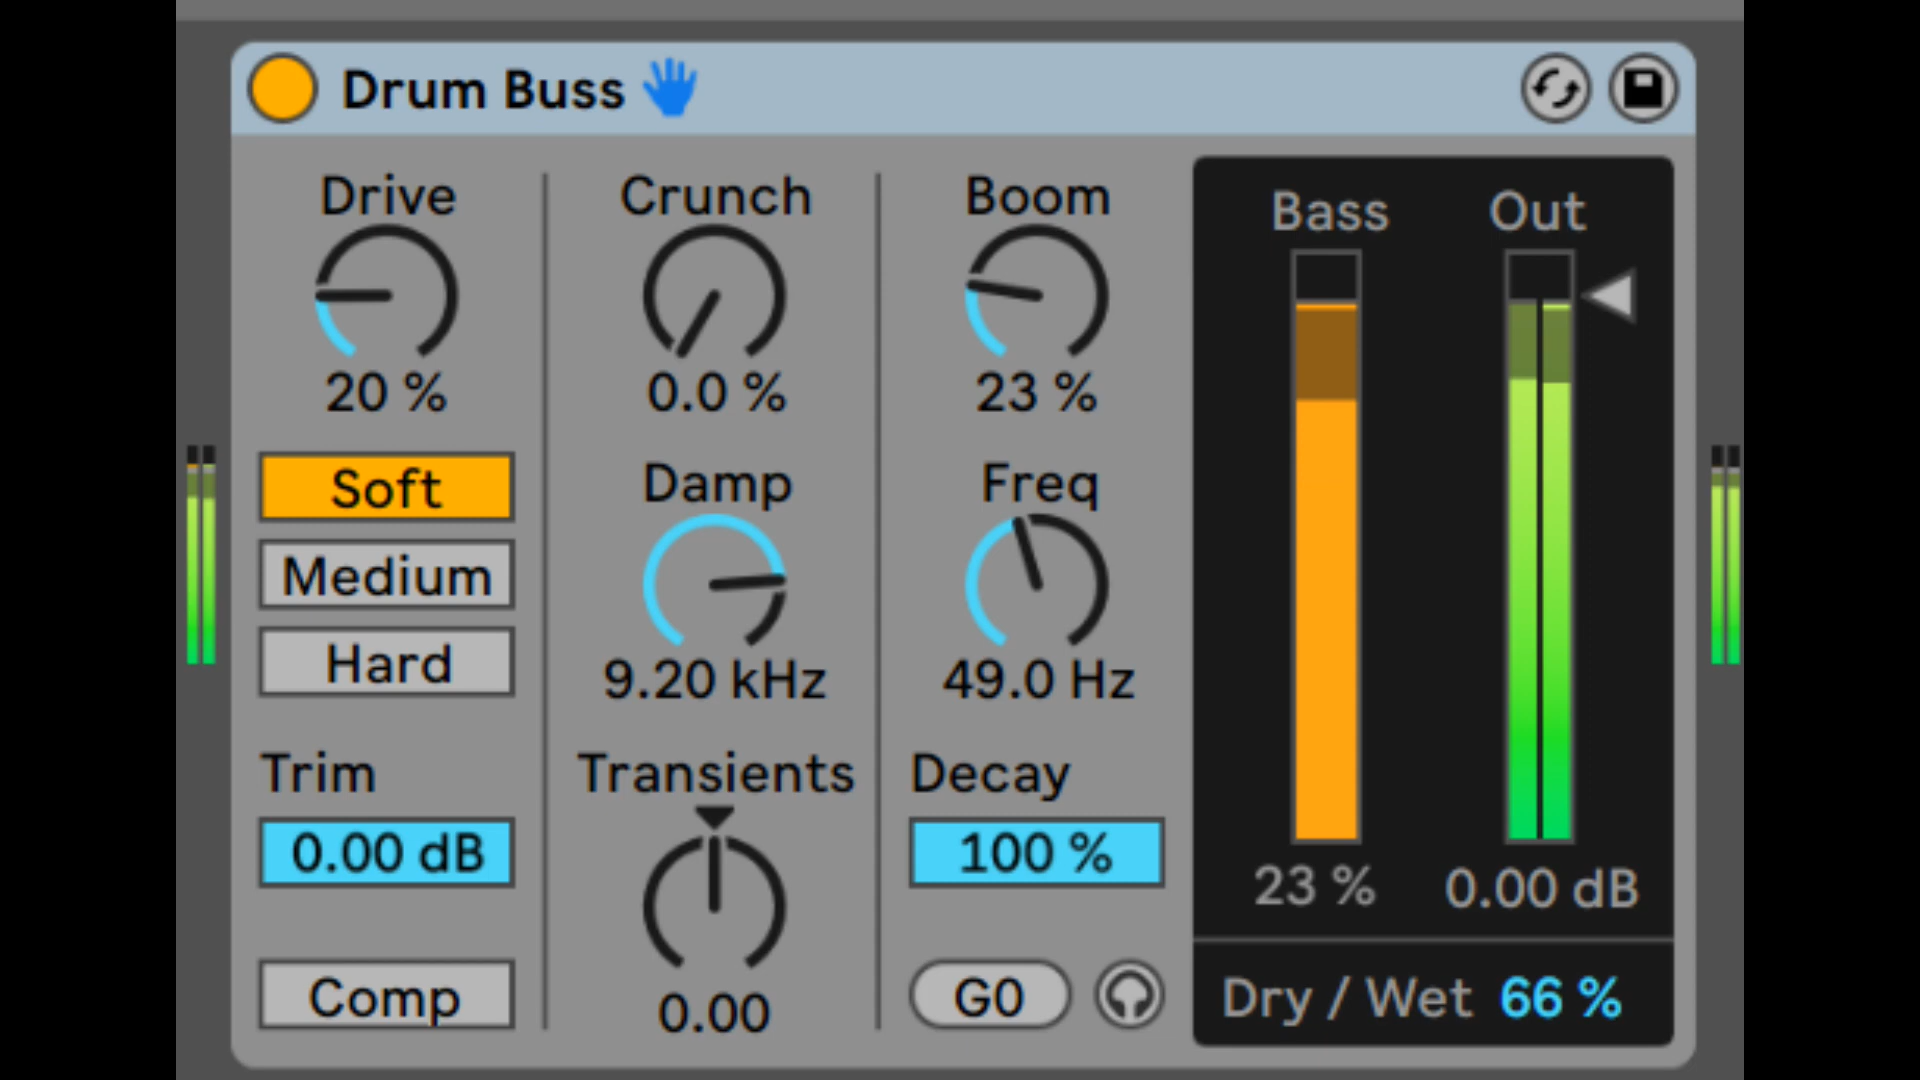 Drum Buss
Drive
20 %
Soft
Medium
Hard
Trim
0.00 dB
Comp
Crunch
0.0 %
Damp
9.20 kHz
Transients
0.00
Boom
23 %
Freq
49.0 Hz
Decay
100 %
G0
Bass
23 %
Out
0.00 dB
Dry / Wet 66 %